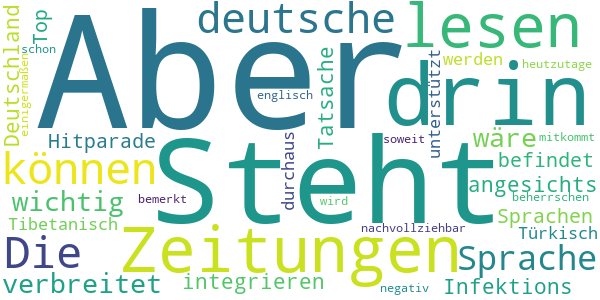 deutsche
lesen
Aber
drin
Deutschland
Top
schon
einigermaßen
englisch
Tatsache
unterstützt
werden
heutzutage
Hitparade
durchaus
soweit
wäre
mitkommt
können
Steht
befindet
angesichts
wichtig
bemerkt
wird
beherrschen
Tibetanisch
nachvollziehbar
Sprachen
Türkisch
Die
Zeitungen
Sprache
verbreitet
integrieren
negativ
Infektions